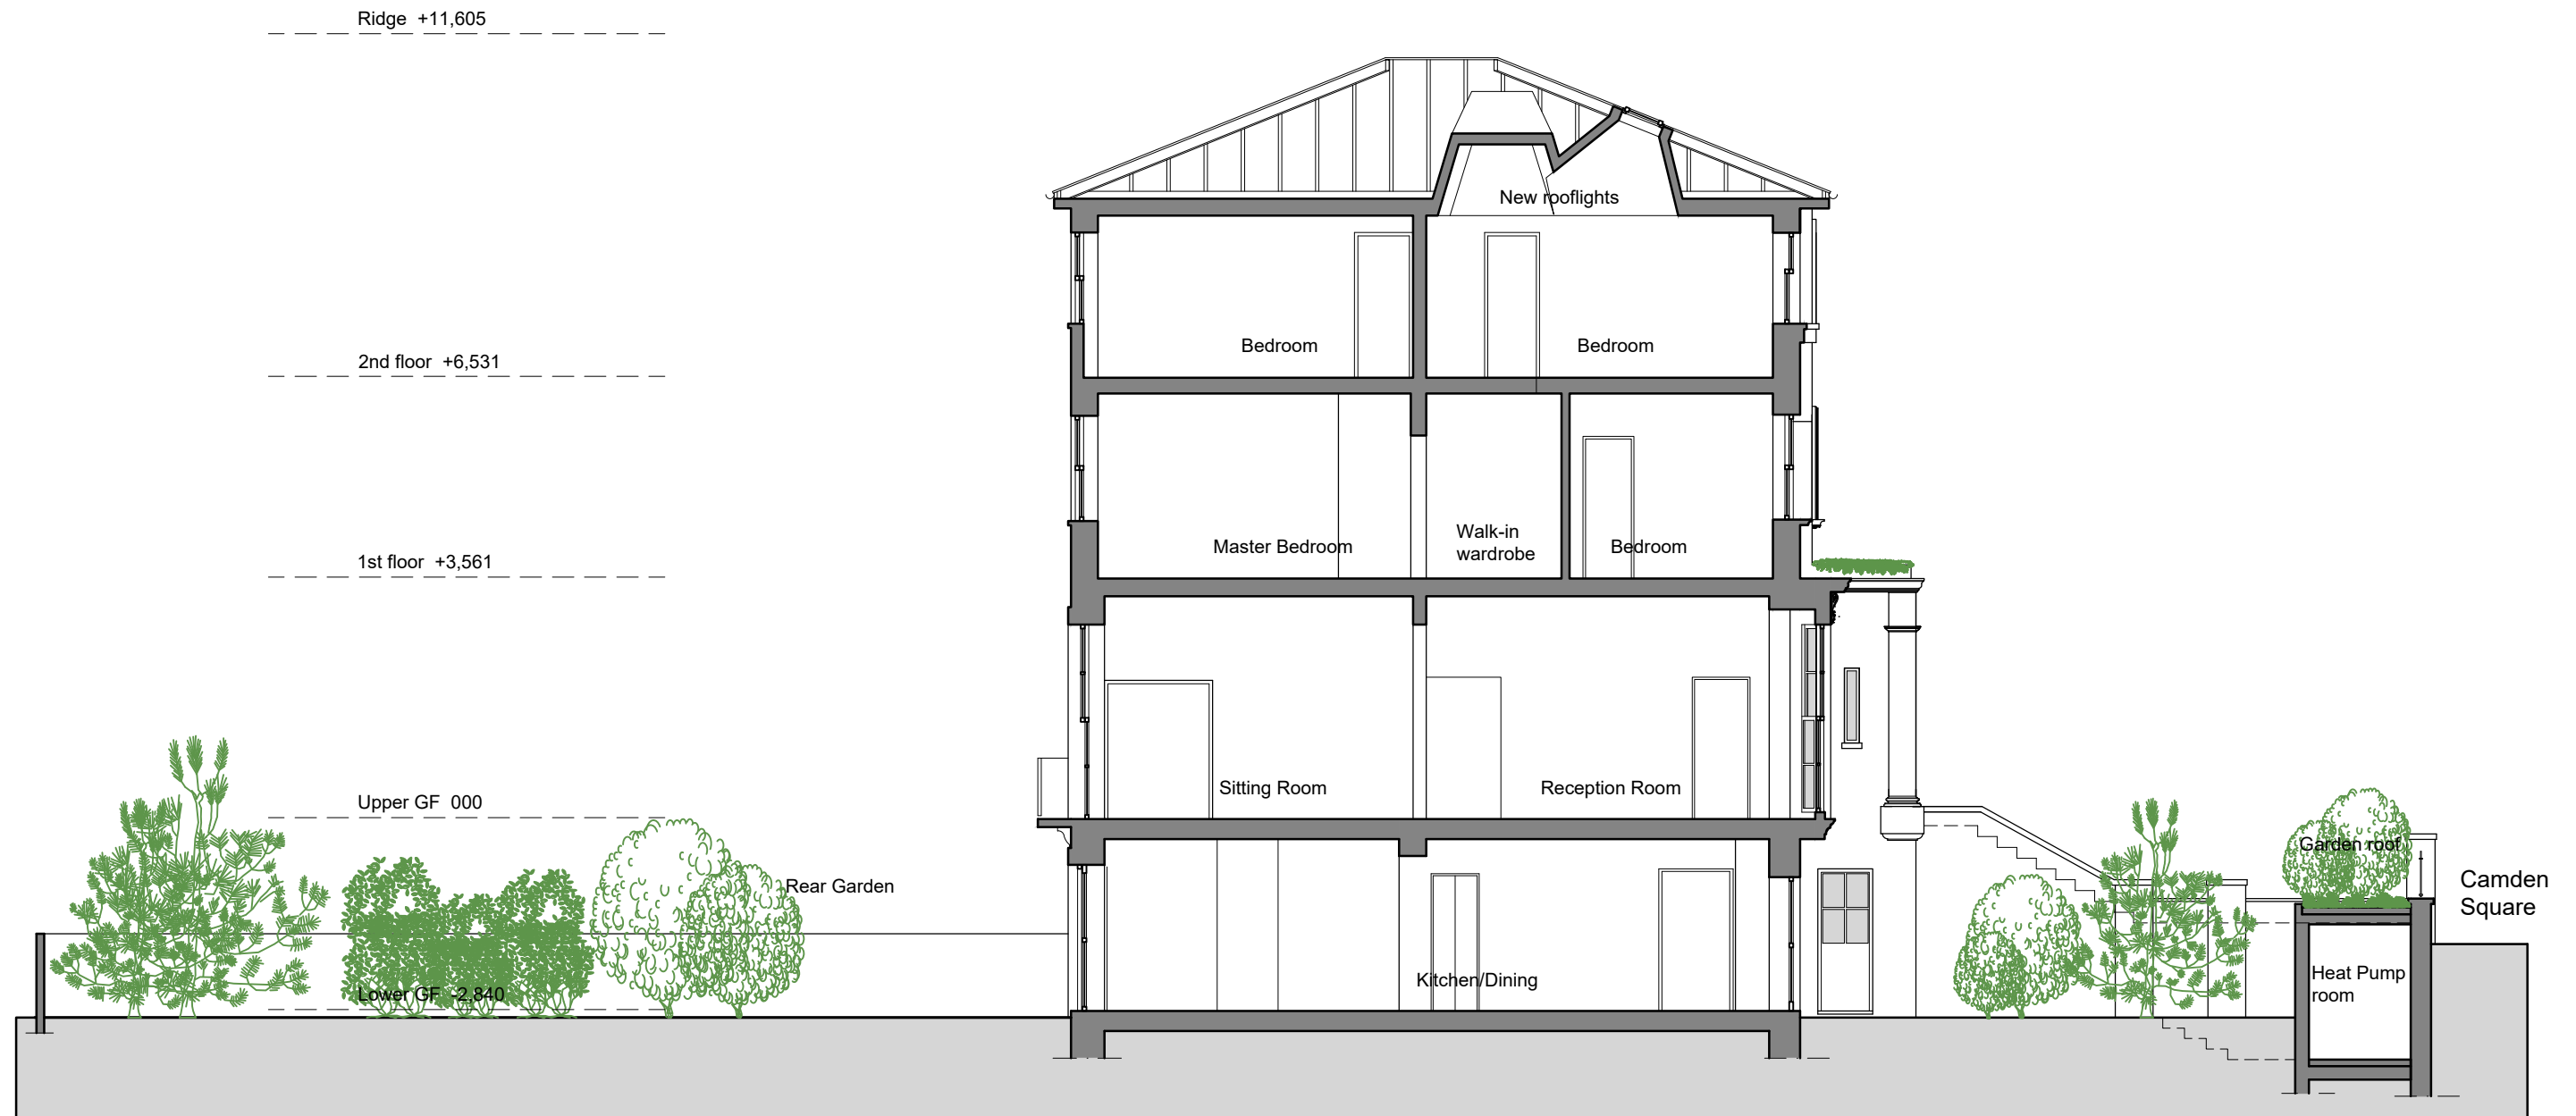 Ridge +11,605
New rooflights
2nd floor +6,531
Bedroom
Bedroom
1st floor +3,561
Master Bedroom
Walk-in
wardrobe
Bedroom
Upper GF 000
Sitting Room
Reception Room
Garden roof
Rear Garden
Camden
Square
Lower GF -2,840
Kitchen/Dining
Heat Pump
room